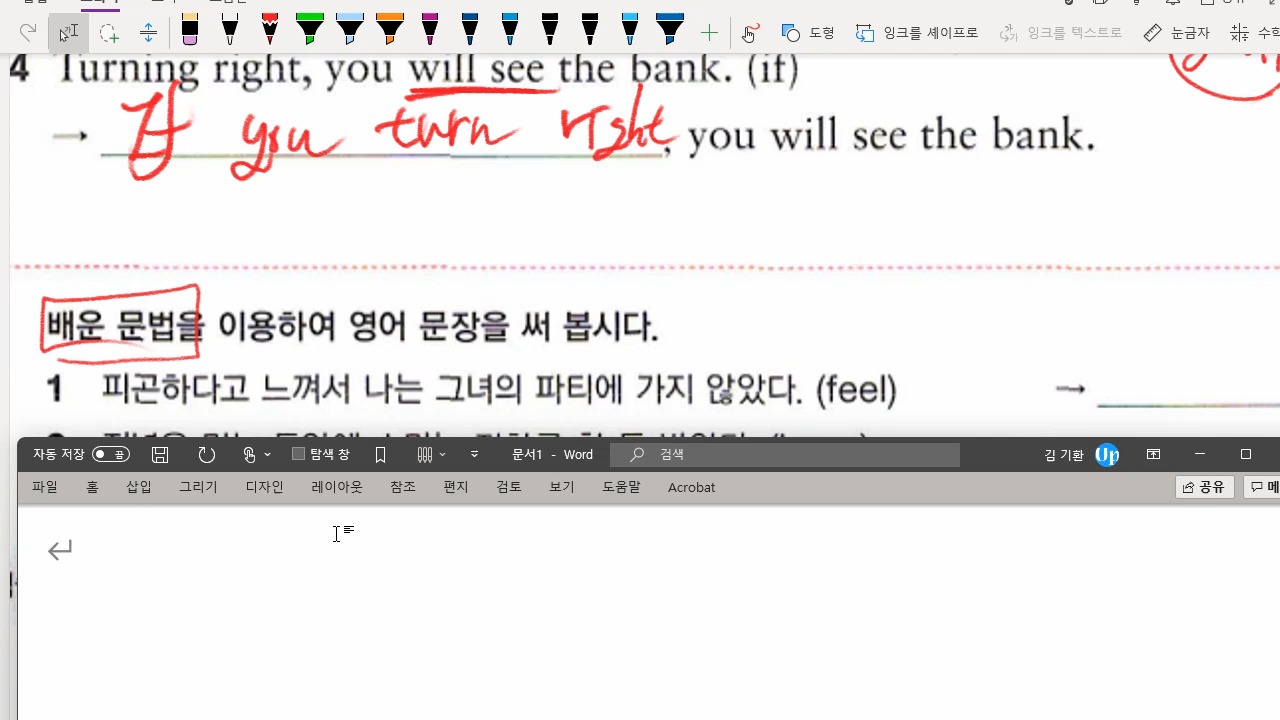 도형 잉크를 셰이프로 잉크를 텍스트로 눈금자
4 Turning right, you will see the bank. (if)
→ If you turn right, you will see the bank.
배운 문법을 이용하여 영어 문장을 써 봅시다.
1 피곤하다고 느껴서 나는 그녀의 파티에 가지 않았다. (feel) →
자동 저장 끔 탐색 창 문서1 - Word 검색 김 기환
파일 홈 삽입 그리기 디자인 레이아웃 참조 편지 검토 보기 도움말 Acrobat 공유